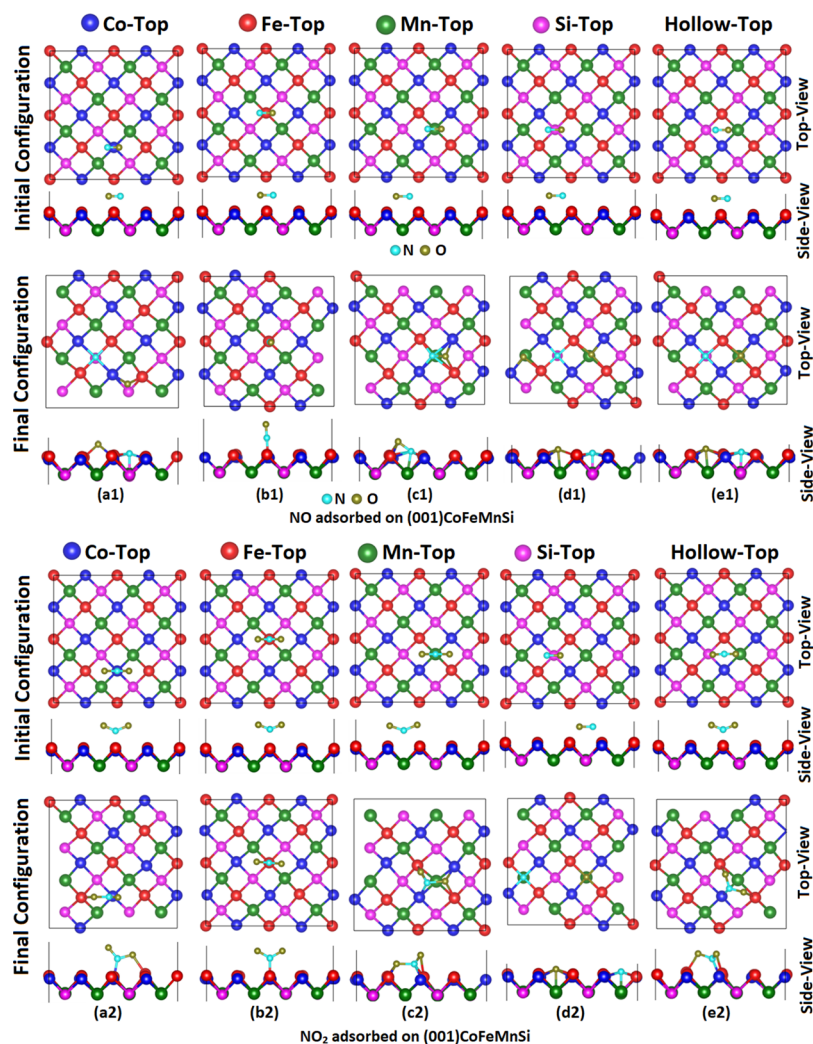 Co-Top Fe-Top Mn-Top Si-Top Hollow-Top
Initial Configuration
Top-View
Side-View
N O
Final Configuration
Top-View
Side-View
(a1) (b1) (c1) (d1) (e1)
N O
NO adsorbed on (001)CoFeMnSi
Co-Top Fe-Top Mn-Top Si-Top Hollow-Top
Initial Configuration
Top-View
Side-View
Final Configuration
Top-View
Side-View
(a2) (b2) (c2) (d2) (e2)
NO₂ adsorbed on (001)CoFeMnSi